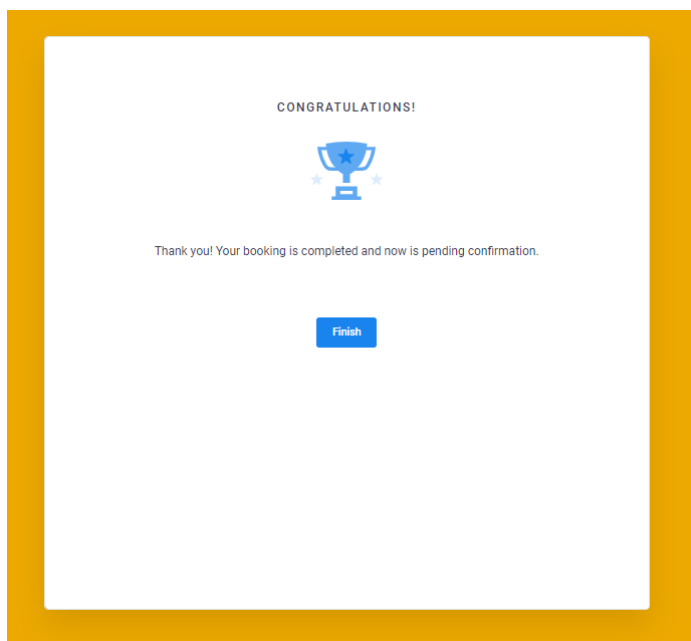 CONGRATULATIONS!
Thank you! Your booking is completed and now is pending confirmation.
Finish